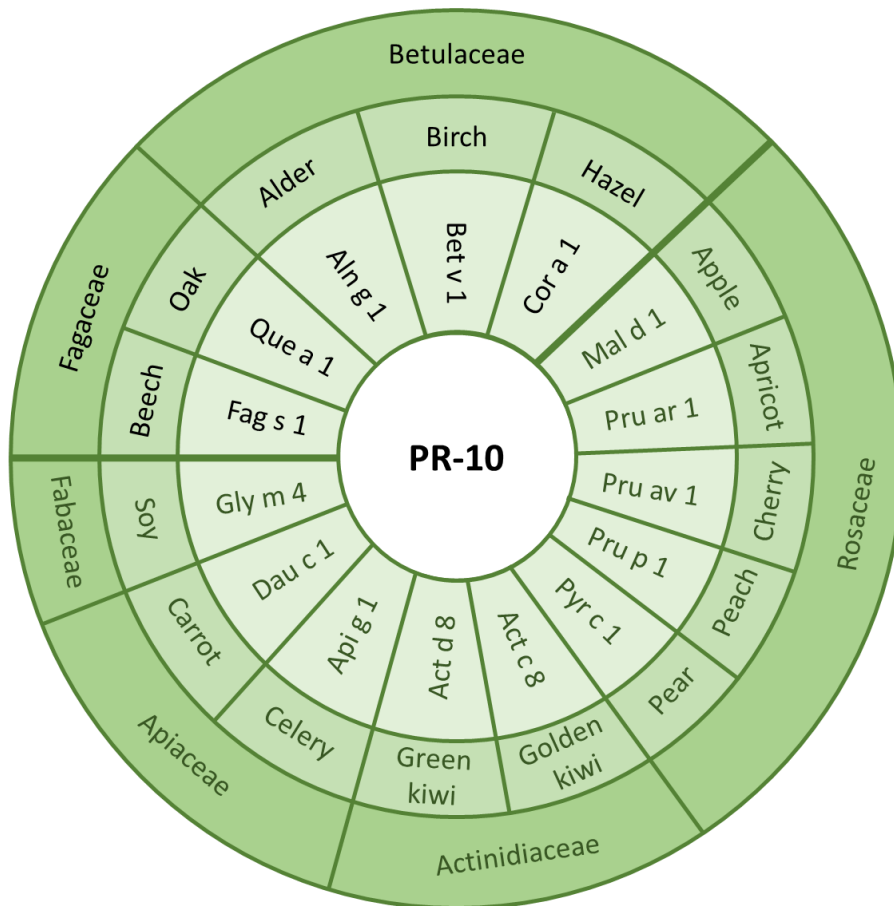 Betulaceae
Alder
Birch
Hazel
Aln g 1
Bet v 1
Cor a 1
Rosaceae
Apple
Apricot
Cherry
Peach
Pear
Mal d 1
Pru ar 1
Pru av 1
Pru p 1
Pyr c 1
Actinidiaceae
Golden
kiwi
Green
kiwi
Act c 8
Act d 8
Apiaceae
Celery
Carrot
Api g 1
Dau c 1
Fabaceae
Soy
Gly m 4
Fagaceae
Beech
Oak
Fag s 1
Que a 1
PR-10